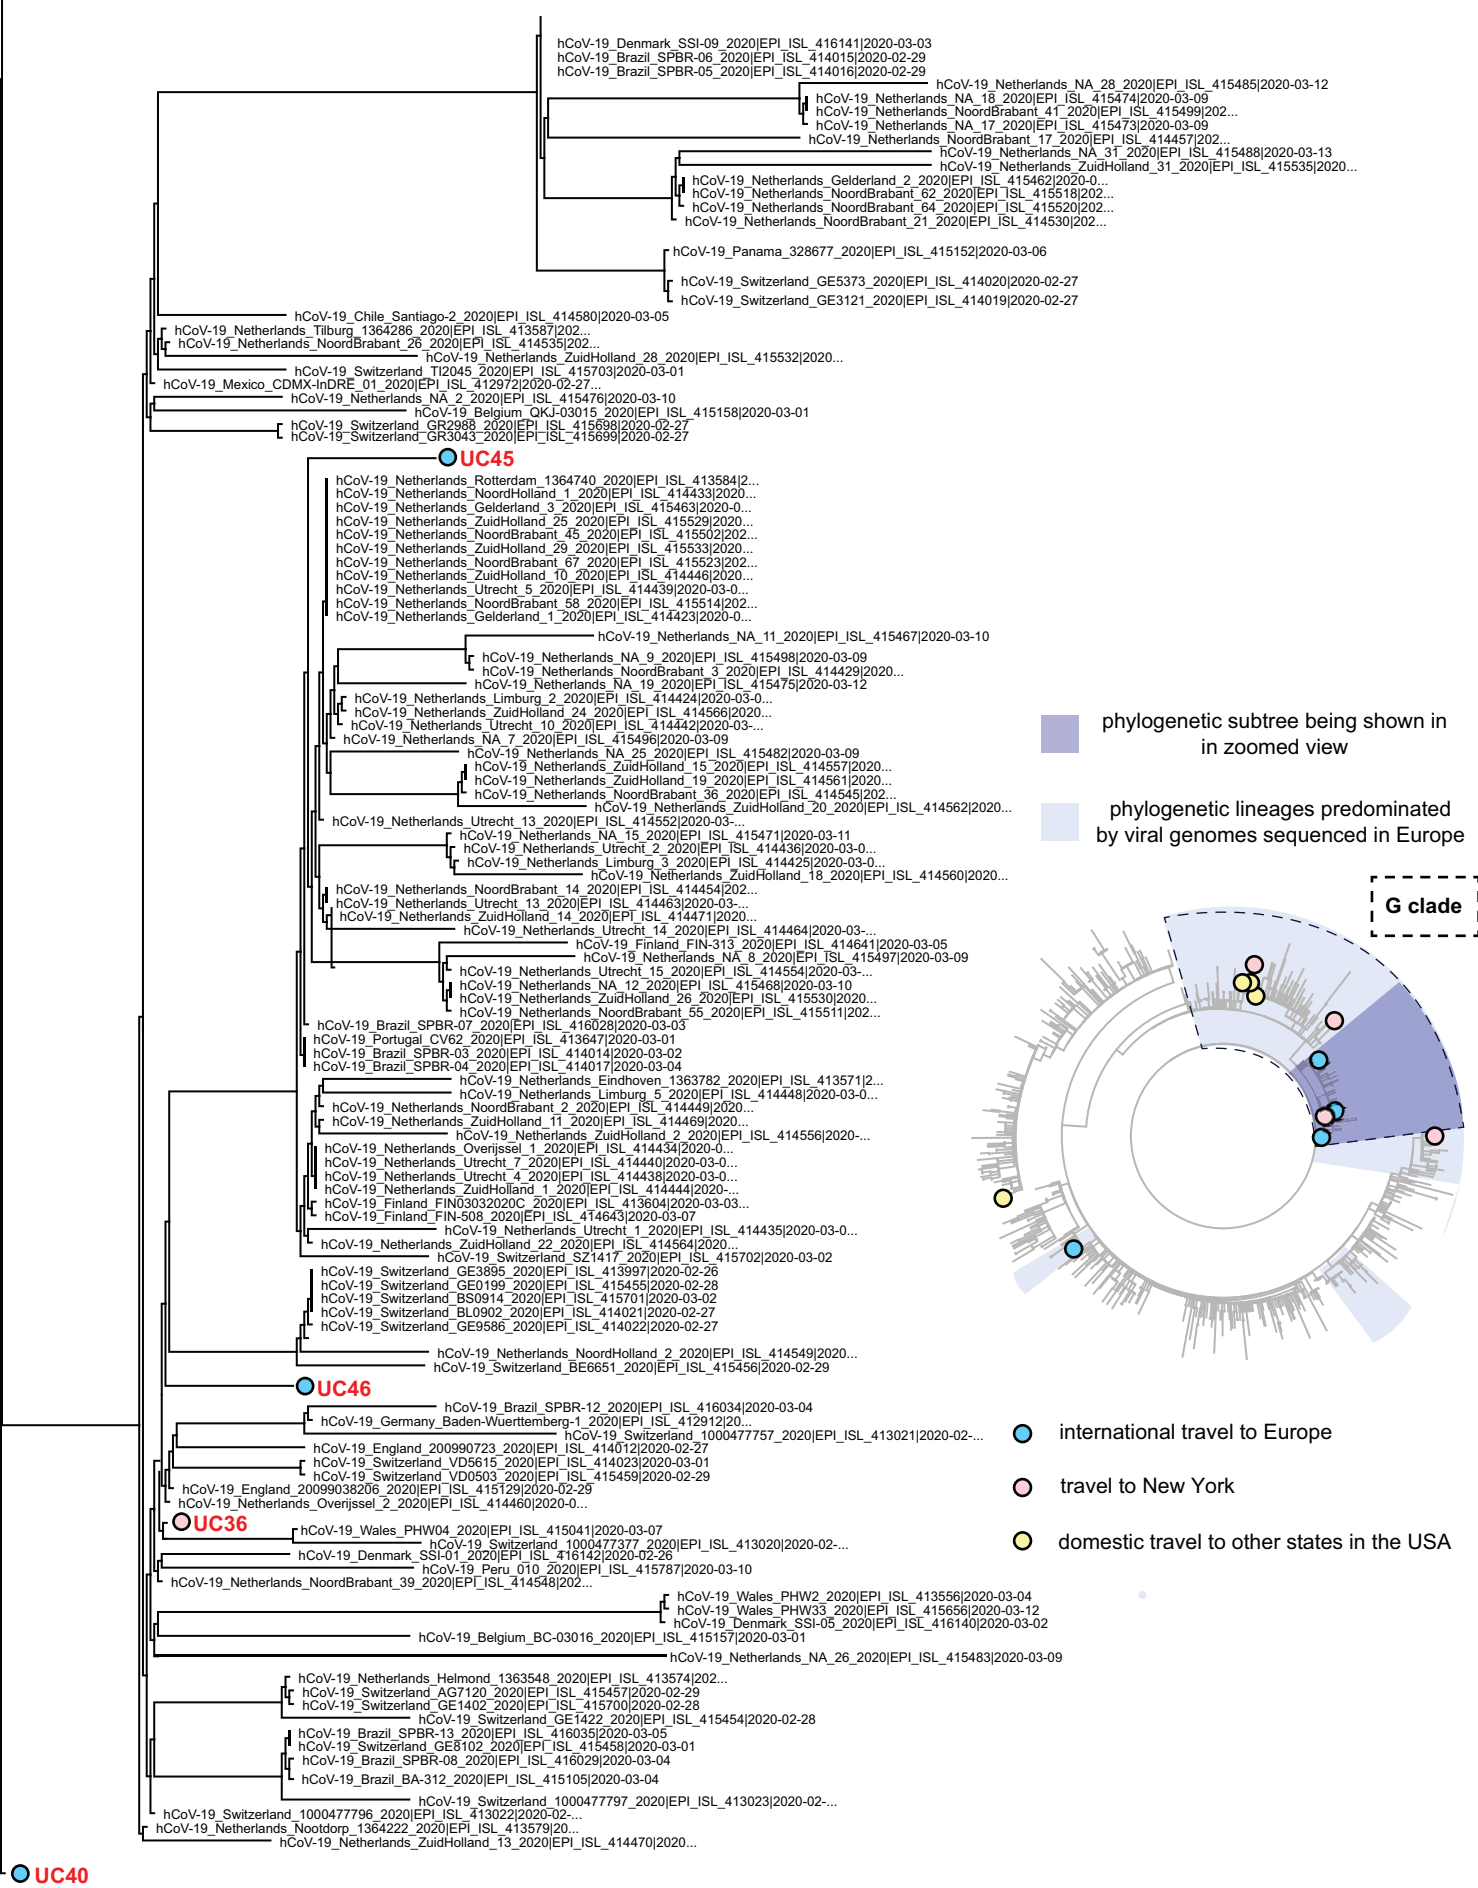 hCoV-19_Denmark_SSI-09_2020|EPI_ISL_416141|2020-03-03
hCoV-19_Brazil_SPBR-06_2020|EPI_ISL_414015|2020-02-29
hCoV-19_Brazil_SPBR-05_2020|EPI_ISL_414016|2020-02-29
hCoV-19_Netherlands_NA_28_2020|EPI_ISL_415485|2020-03-12
hCoV-19_Netherlands_NA_18_2020|EPI_ISL_415474|2020-03-09
hCoV-19_Netherlands_NoordBrabant_41_2020|EPI_ISL_415499|202...
hCoV-19_Netherlands_NA_17_2020|EPI_ISL_415473|2020-03-09
hCoV-19_Netherlands_NoordBrabant_17_2020|EPI_ISL_414457|202...
hCoV-19_Netherlands_NA_31_2020|EPI_ISL_415488|2020-03-13
hCoV-19_Netherlands_ZuidHolland_31_2020|EPI_ISL_415535|2020...
hCoV-19_Netherlands_Gelderland_2_2020|EPI_ISL_415462|2020-0...
hCoV-19_Netherlands_NoordBrabant_62_2020|EPI_ISL_415518|202...
hCoV-19_Netherlands_NoordBrabant_64_2020|EPI_ISL_415520|202...
hCoV-19_Netherlands_NoordBrabant_21_2020|EPI_ISL_414530|202...
hCoV-19_Panama_328677_2020|EPI_ISL_415152|2020-03-06
hCoV-19_Switzerland_GE5373_2020|EPI_ISL_414020|2020-02-27
hCoV-19_Switzerland_GE3121_2020|EPI_ISL_414019|2020-02-27
hCoV-19_Chile_Santiago-2_2020|EPI_ISL_414580|2020-03-05
hCoV-19_Netherlands_Tilburg_1364286_2020|EPI_ISL_413587|202...
hCoV-19_Netherlands_NoordBrabant_26_2020|EPI_ISL_414535|202...
hCoV-19_Netherlands_ZuidHolland_28_2020|EPI_ISL_415532|2020...
hCoV-19_Switzerland_TI2045_2020|EPI_ISL_415703|2020-03-01
hCoV-19_Mexico_CDMX-InDRE_01_2020|EPI_ISL_412972|2020-02-27...
hCoV-19_Netherlands_NA_2_2020|EPI_ISL_415476|2020-03-10
hCoV-19_Belgium_QKJ-03015_2020|EPI_ISL_415158|2020-03-01
hCoV-19_Switzerland_GR2988_2020|EPI_ISL_415698|2020-02-27
hCoV-19_Switzerland_GR3043_2020|EPI_ISL_415699|2020-02-27
UC45
hCoV-19_Netherlands_Rotterdam_1364740_2020|EPI_ISL_413584|2...
hCoV-19_Netherlands_NoordHolland_1_2020|EPI_ISL_414433|2020...
hCoV-19_Netherlands_Gelderland_3_2020|EPI_ISL_415463|2020-0...
hCoV-19_Netherlands_ZuidHolland_25_2020|EPI_ISL_415529|2020...
hCoV-19_Netherlands_NoordBrabant_45_2020|EPI_ISL_415502|202...
hCoV-19_Netherlands_ZuidHolland_29_2020|EPI_ISL_415533|2020...
hCoV-19_Netherlands_NoordBrabant_67_2020|EPI_ISL_415523|202...
hCoV-19_Netherlands_ZuidHolland_10_2020|EPI_ISL_414446|2020...
hCoV-19_Netherlands_Utrecht_5_2020|EPI_ISL_414439|2020-03-0...
hCoV-19_Netherlands_NoordBrabant_58_2020|EPI_ISL_415514|202...
hCoV-19_Netherlands_Gelderland_1_2020|EPI_ISL_414423|2020-0...
hCoV-19_Netherlands_NA_11_2020|EPI_ISL_415467|2020-03-10
hCoV-19_Netherlands_NA_9_2020|EPI_ISL_415498|2020-03-09
hCoV-19_Netherlands_NoordBrabant_3_2020|EPI_ISL_414429|2020...
hCoV-19_Netherlands_NA_19_2020|EPI_ISL_415475|2020-03-12
hCoV-19_Netherlands_Limburg_2_2020|EPI_ISL_414424|2020-03-0...
hCoV-19_Netherlands_ZuidHolland_24_2020|EPI_ISL_414566|2020...
hCoV-19_Netherlands_Utrecht_10_2020|EPI_ISL_414442|2020-03-...
hCoV-19_Netherlands_NA_7_2020|EPI_ISL_415496|2020-03-09
hCoV-19_Netherlands_NA_25_2020|EPI_ISL_415482|2020-03-09
hCoV-19_Netherlands_ZuidHolland_15_2020|EPI_ISL_414557|2020...
hCoV-19_Netherlands_ZuidHolland_19_2020|EPI_ISL_414561|2020...
hCoV-19_Netherlands_NoordBrabant_36_2020|EPI_ISL_414545|202...
hCoV-19_Netherlands_ZuidHolland_20_2020|EPI_ISL_414562|2020...
hCoV-19_Netherlands_Utrecht_13_2020|EPI_ISL_414552|2020-03-...
hCoV-19_Netherlands_NA_15_2020|EPI_ISL_415471|2020-03-11
hCoV-19_Netherlands_Utrecht_2_2020|EPI_ISL_414436|2020-03-0...
hCoV-19_Netherlands_Limburg_3_2020|EPI_ISL_414425|2020-03-0...
hCoV-19_Netherlands_ZuidHolland_18_2020|EPI_ISL_414560|2020...
hCoV-19_Netherlands_NoordBrabant_14_2020|EPI_ISL_414454|202...
hCoV-19_Netherlands_Utrecht_13_2020|EPI_ISL_414463|2020-03-...
hCoV-19_Netherlands_ZuidHolland_14_2020|EPI_ISL_414471|2020...
hCoV-19_Netherlands_Utrecht_14_2020|EPI_ISL_414464|2020-03-...
hCoV-19_Finland_FIN-313_2020|EPI_ISL_414641|2020-03-05
hCoV-19_Netherlands_NA_8_2020|EPI_ISL_415497|2020-03-09
hCoV-19_Netherlands_Utrecht_15_2020|EPI_ISL_414554|2020-03-...
hCoV-19_Netherlands_NA_12_2020|EPI_ISL_415468|2020-03-10
hCoV-19_Netherlands_ZuidHolland_26_2020|EPI_ISL_415530|2020...
hCoV-19_Netherlands_NoordBrabant_55_2020|EPI_ISL_415511|202...
hCoV-19_Brazil_SPBR-07_2020|EPI_ISL_416028|2020-03-03
hCoV-19_Portugal_CV62_2020|EPI_ISL_413647|2020-03-01
hCoV-19_Brazil_SPBR-03_2020|EPI_ISL_414014|2020-03-02
hCoV-19_Brazil_SPBR-04_2020|EPI_ISL_414017|2020-03-04
hCoV-19_Netherlands_Eindhoven_1363782_2020|EPI_ISL_413571|2...
hCoV-19_Netherlands_Limburg_5_2020|EPI_ISL_414448|2020-03-0...
hCoV-19_Netherlands_NoordBrabant_2_2020|EPI_ISL_414449|2020...
hCoV-19_Netherlands_ZuidHolland_11_2020|EPI_ISL_414469|2020...
hCoV-19_Netherlands_ZuidHolland_2_2020|EPI_ISL_414556|2020-...
hCoV-19_Netherlands_Overijssel_1_2020|EPI_ISL_414434|2020-0...
hCoV-19_Netherlands_Utrecht_7_2020|EPI_ISL_414440|2020-03-0...
hCoV-19_Netherlands_Utrecht_4_2020|EPI_ISL_414438|2020-03-0...
hCoV-19_Netherlands_ZuidHolland_1_2020|EPI_ISL_414444|2020-...
hCoV-19_Finland_FIN03032020C_2020|EPI_ISL_413604|2020-03-03...
hCoV-19_Finland_FIN-508_2020|EPI_ISL_414643|2020-03-07
hCoV-19_Netherlands_Utrecht_1_2020|EPI_ISL_414435|2020-03-0...
hCoV-19_Netherlands_ZuidHolland_22_2020|EPI_ISL_414564|2020...
hCoV-19_Switzerland_SZ1417_2020|EPI_ISL_415702|2020-03-02
hCoV-19_Switzerland_GE3895_2020|EPI_ISL_413997|2020-02-26
hCoV-19_Switzerland_GE0199_2020|EPI_ISL_415455|2020-02-28
hCoV-19_Switzerland_BS0914_2020|EPI_ISL_415701|2020-03-02
hCoV-19_Switzerland_BL0902_2020|EPI_ISL_414021|2020-02-27
hCoV-19_Switzerland_GE9586_2020|EPI_ISL_414022|2020-02-27
hCoV-19_Netherlands_NoordHolland_2_2020|EPI_ISL_414549|2020...
hCoV-19_Switzerland_BE6651_2020|EPI_ISL_415456|2020-02-29
UC46
hCoV-19_Brazil_SPBR-12_2020|EPI_ISL_416034|2020-03-04
hCoV-19_Germany_Baden-Wuerttemberg-1_2020|EPI_ISL_412912|20...
hCoV-19_Switzerland_1000477757_2020|EPI_ISL_413021|2020-02-...
hCoV-19_England_200990723_2020|EPI_ISL_414012|2020-02-27
hCoV-19_Switzerland_VD5615_2020|EPI_ISL_414023|2020-03-01
hCoV-19_Switzerland_VD0503_2020|EPI_ISL_415459|2020-02-29
hCoV-19_England_20099038206_2020|EPI_ISL_415129|2020-02-29
hCoV-19_Netherlands_Overijssel_2_2020|EPI_ISL_414460|2020-0...
UC36
hCoV-19_Wales_PHW04_2020|EPI_ISL_415041|2020-03-07
hCoV-19_Switzerland_1000477377_2020|EPI_ISL_413020|2020-02-...
hCoV-19_Denmark_SSI-01_2020|EPI_ISL_416142|2020-02-26
hCoV-19_Peru_010_2020|EPI_ISL_415787|2020-03-10
hCoV-19_Netherlands_NoordBrabant_39_2020|EPI_ISL_414548|202...
hCoV-19_Wales_PHW2_2020|EPI_ISL_413556|2020-03-04
hCoV-19_Wales_PHW33_2020|EPI_ISL_415656|2020-03-12
hCoV-19_Denmark_SSI-05_2020|EPI_ISL_416140|2020-03-02
hCoV-19_Belgium_BC-03016_2020|EPI_ISL_415157|2020-03-01
hCoV-19_Netherlands_NA_26_2020|EPI_ISL_415483|2020-03-09
hCoV-19_Netherlands_Helmond_1363548_2020|EPI_ISL_413574|202...
hCoV-19_Switzerland_AG7120_2020|EPI_ISL_415457|2020-02-29
hCoV-19_Switzerland_GE1402_2020|EPI_ISL_415700|2020-02-28
hCoV-19_Switzerland_GE1422_2020|EPI_ISL_415454|2020-02-28
hCoV-19_Brazil_SPBR-13_2020|EPI_ISL_416035|2020-03-05
hCoV-19_Switzerland_GE8102_2020|EPI_ISL_415458|2020-03-01
hCoV-19_Brazil_SPBR-08_2020|EPI_ISL_416029|2020-03-04
hCoV-19_Brazil_BA-312_2020|EPI_ISL_415105|2020-03-04
hCoV-19_Switzerland_1000477797_2020|EPI_ISL_413023|2020-02-...
hCoV-19_Switzerland_1000477796_2020|EPI_ISL_413022|2020-02-...
hCoV-19_Netherlands_Nootdorp_1364222_2020|EPI_ISL_413579|20...
hCoV-19_Netherlands_ZuidHolland_13_2020|EPI_ISL_414470|2020...
UC40
phylogenetic subtree being shown in
in zoomed view
phylogenetic lineages predominated
by viral genomes sequenced in Europe
G clade
international travel to Europe
travel to New York
domestic travel to other states in the USA